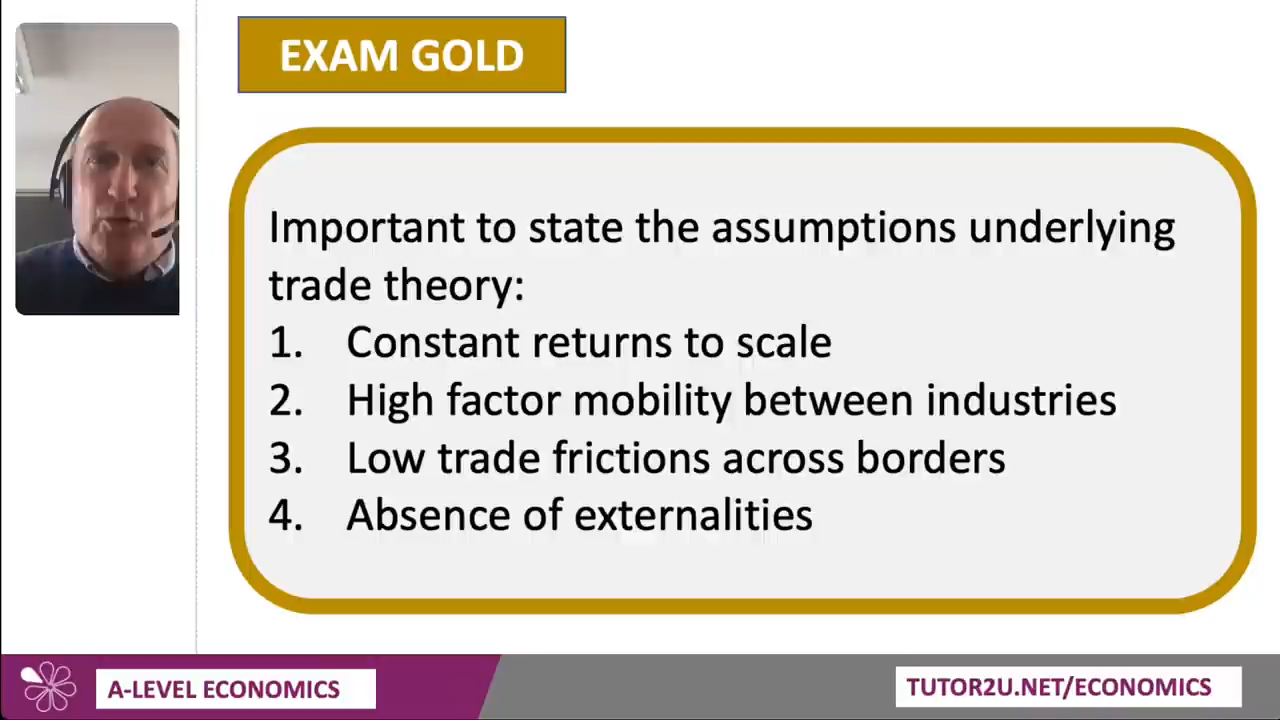 EXAM GOLD
Important to state the assumptions underlying
trade theory:
1. Constant returns to scale
2. High factor mobility between industries
3. Low trade frictions across borders
4. Absence of externalities
A-LEVEL ECONOMICS
TUTOR2U.NET/ECONOMICS